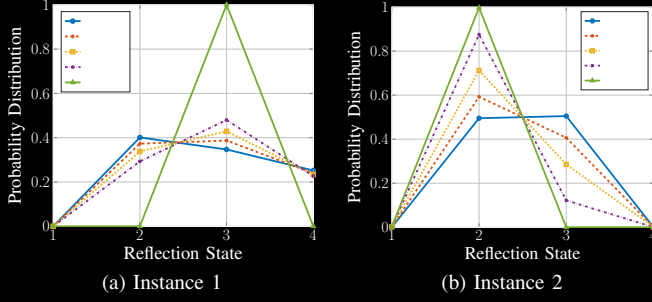 1
0.8
0.6
0.4
0.2
0
1 2 3 4
Probability Distribution
Reflection State
(a) Instance 1
1
0.8
0.6
0.4
0.2
0
1 2 3 4
Probability Distribution
Reflection State
(b) Instance 2